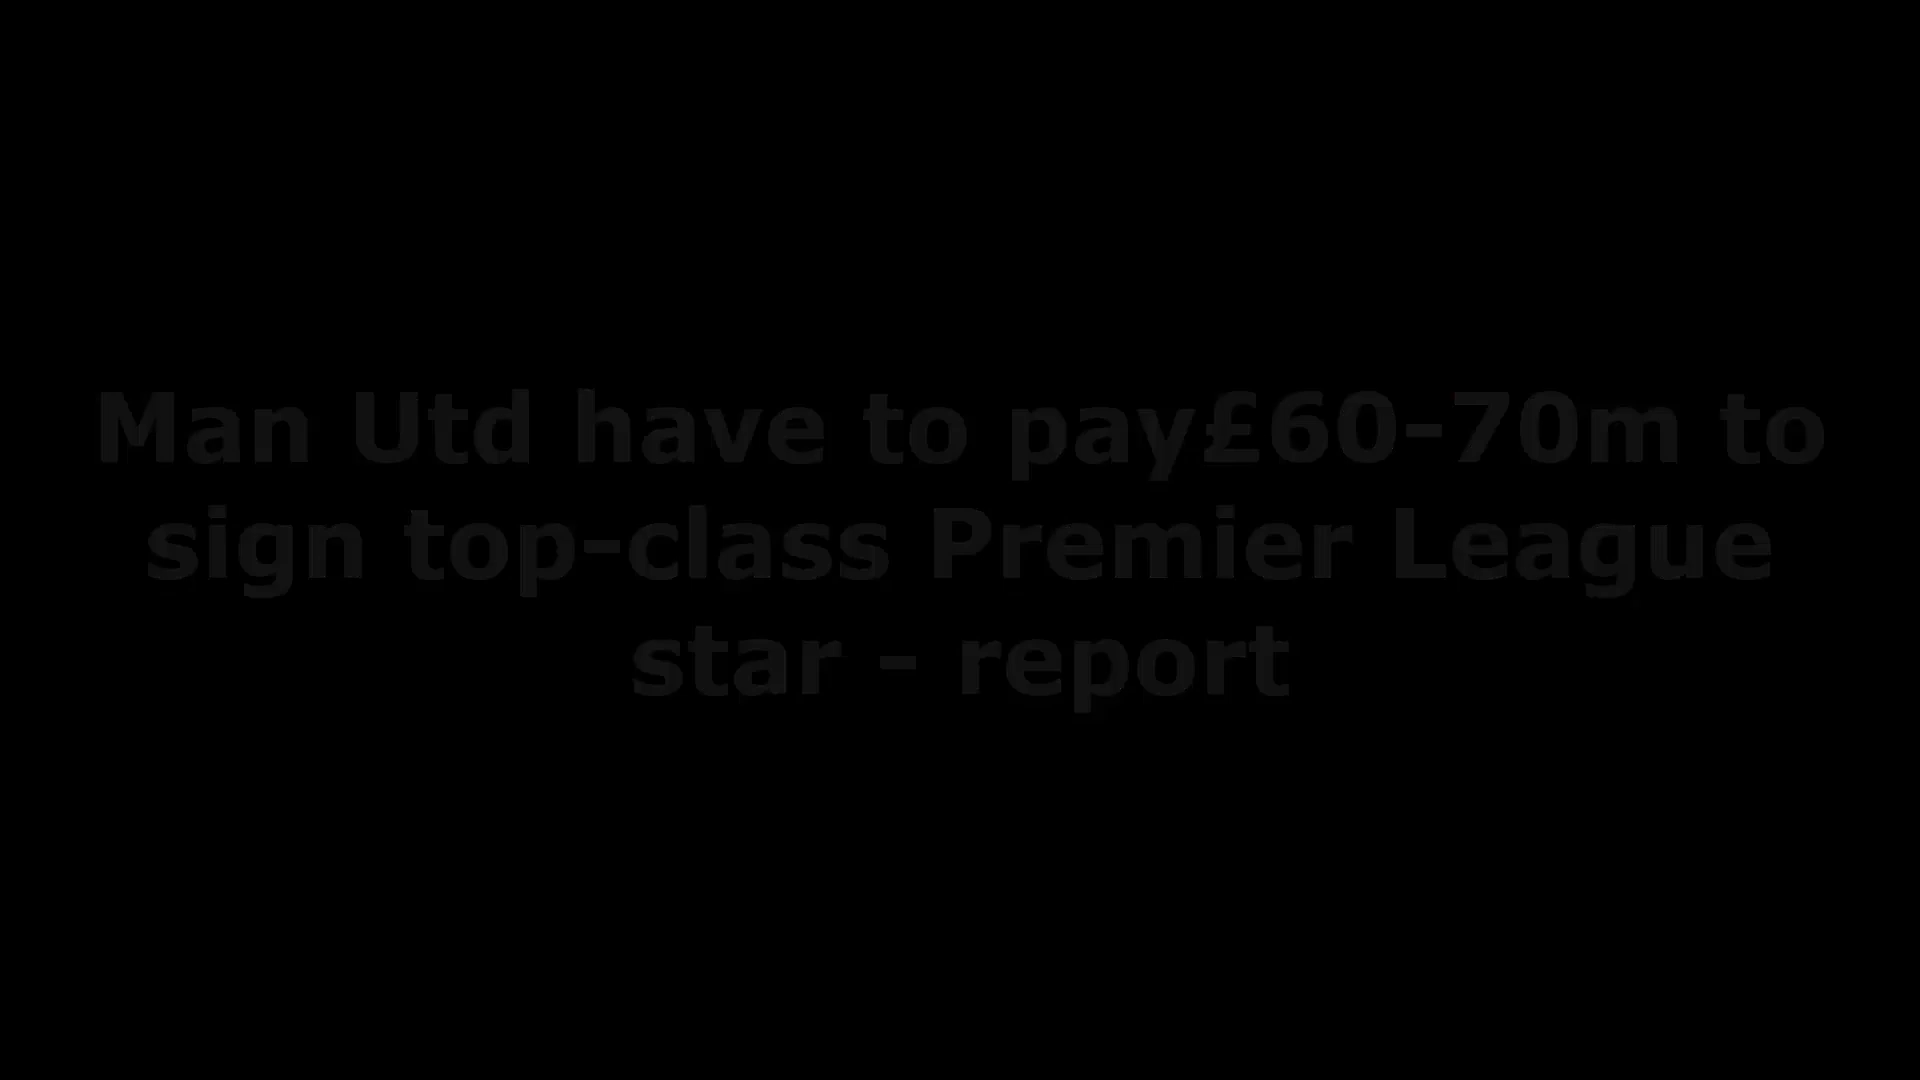 Man Utd have to pay£60-70m to
sign top-class Premier League
star - report